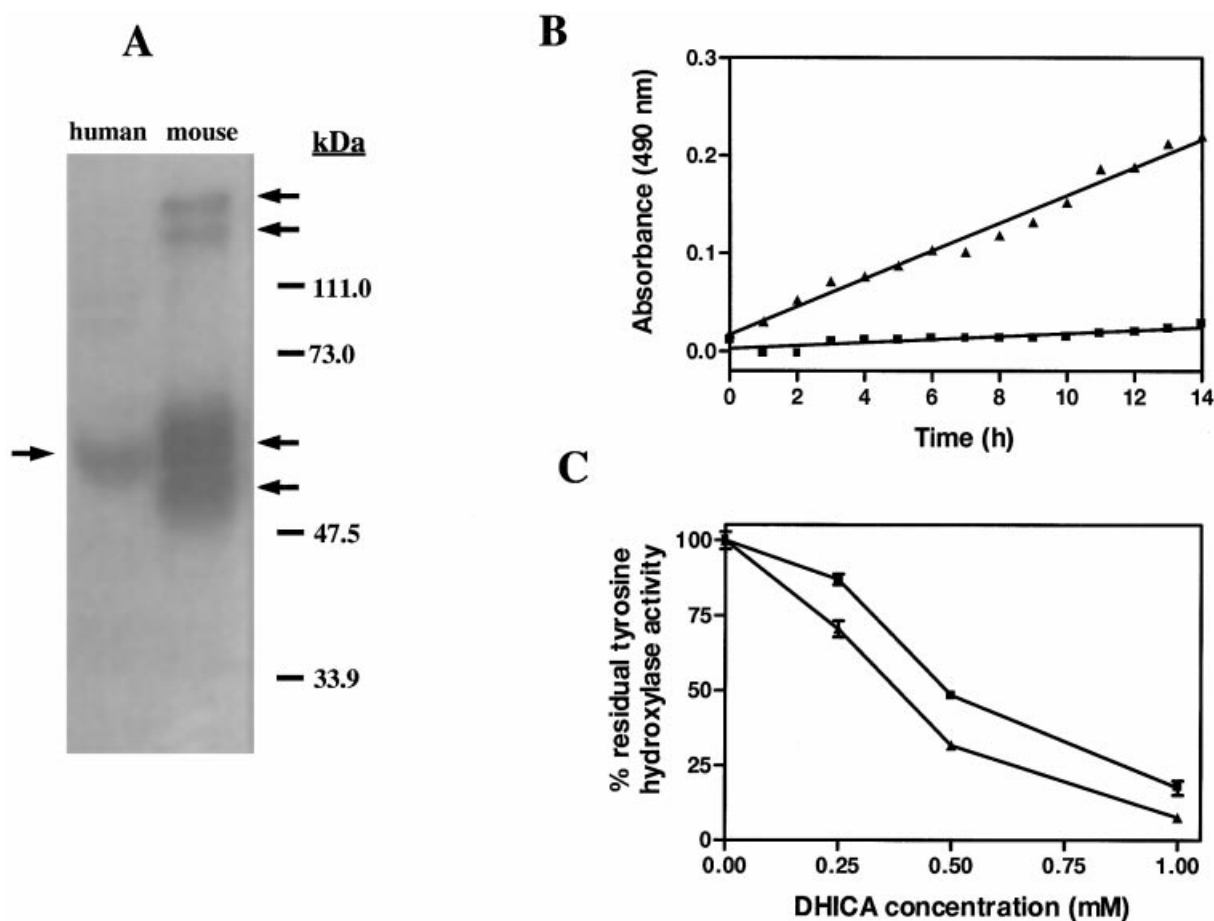 A
human mouse
kDa
111.0
73.0
47.5
33.9
B
Absorbance (490 nm)
0.3
0.2
0.1
0.0
0 2 4 6 8 10 12 14
Time (h)
C
% residual tyrosine
hydroxylase activity
100
75
50
25
0
0.00 0.25 0.50 0.75 1.00
DHICA concentration (mM)